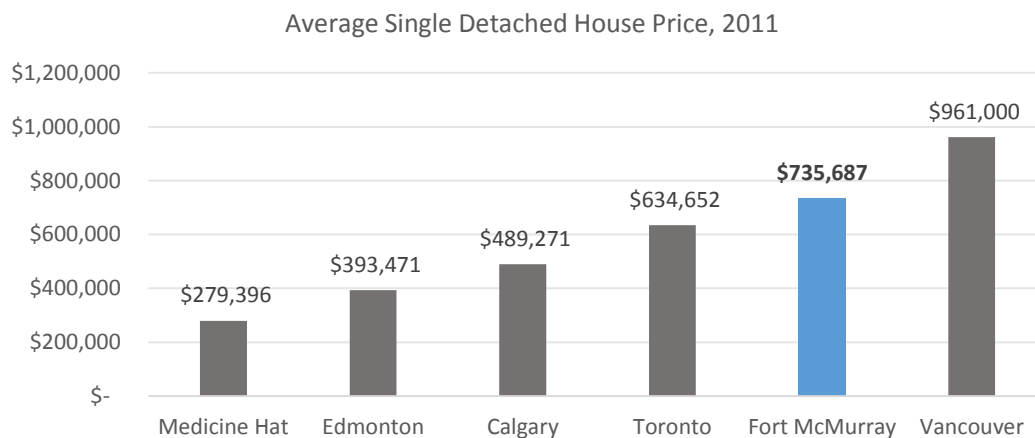 Average Single Detached House Price, 2011
$1,200,000
$1,000,000
$800,000
$600,000
$400,000
$200,000
$-
$279,396
$393,471
$489,271
$634,652
$735,687
$961,000
Medicine Hat
Edmonton
Calgary
Toronto
Fort McMurray
Vancouver